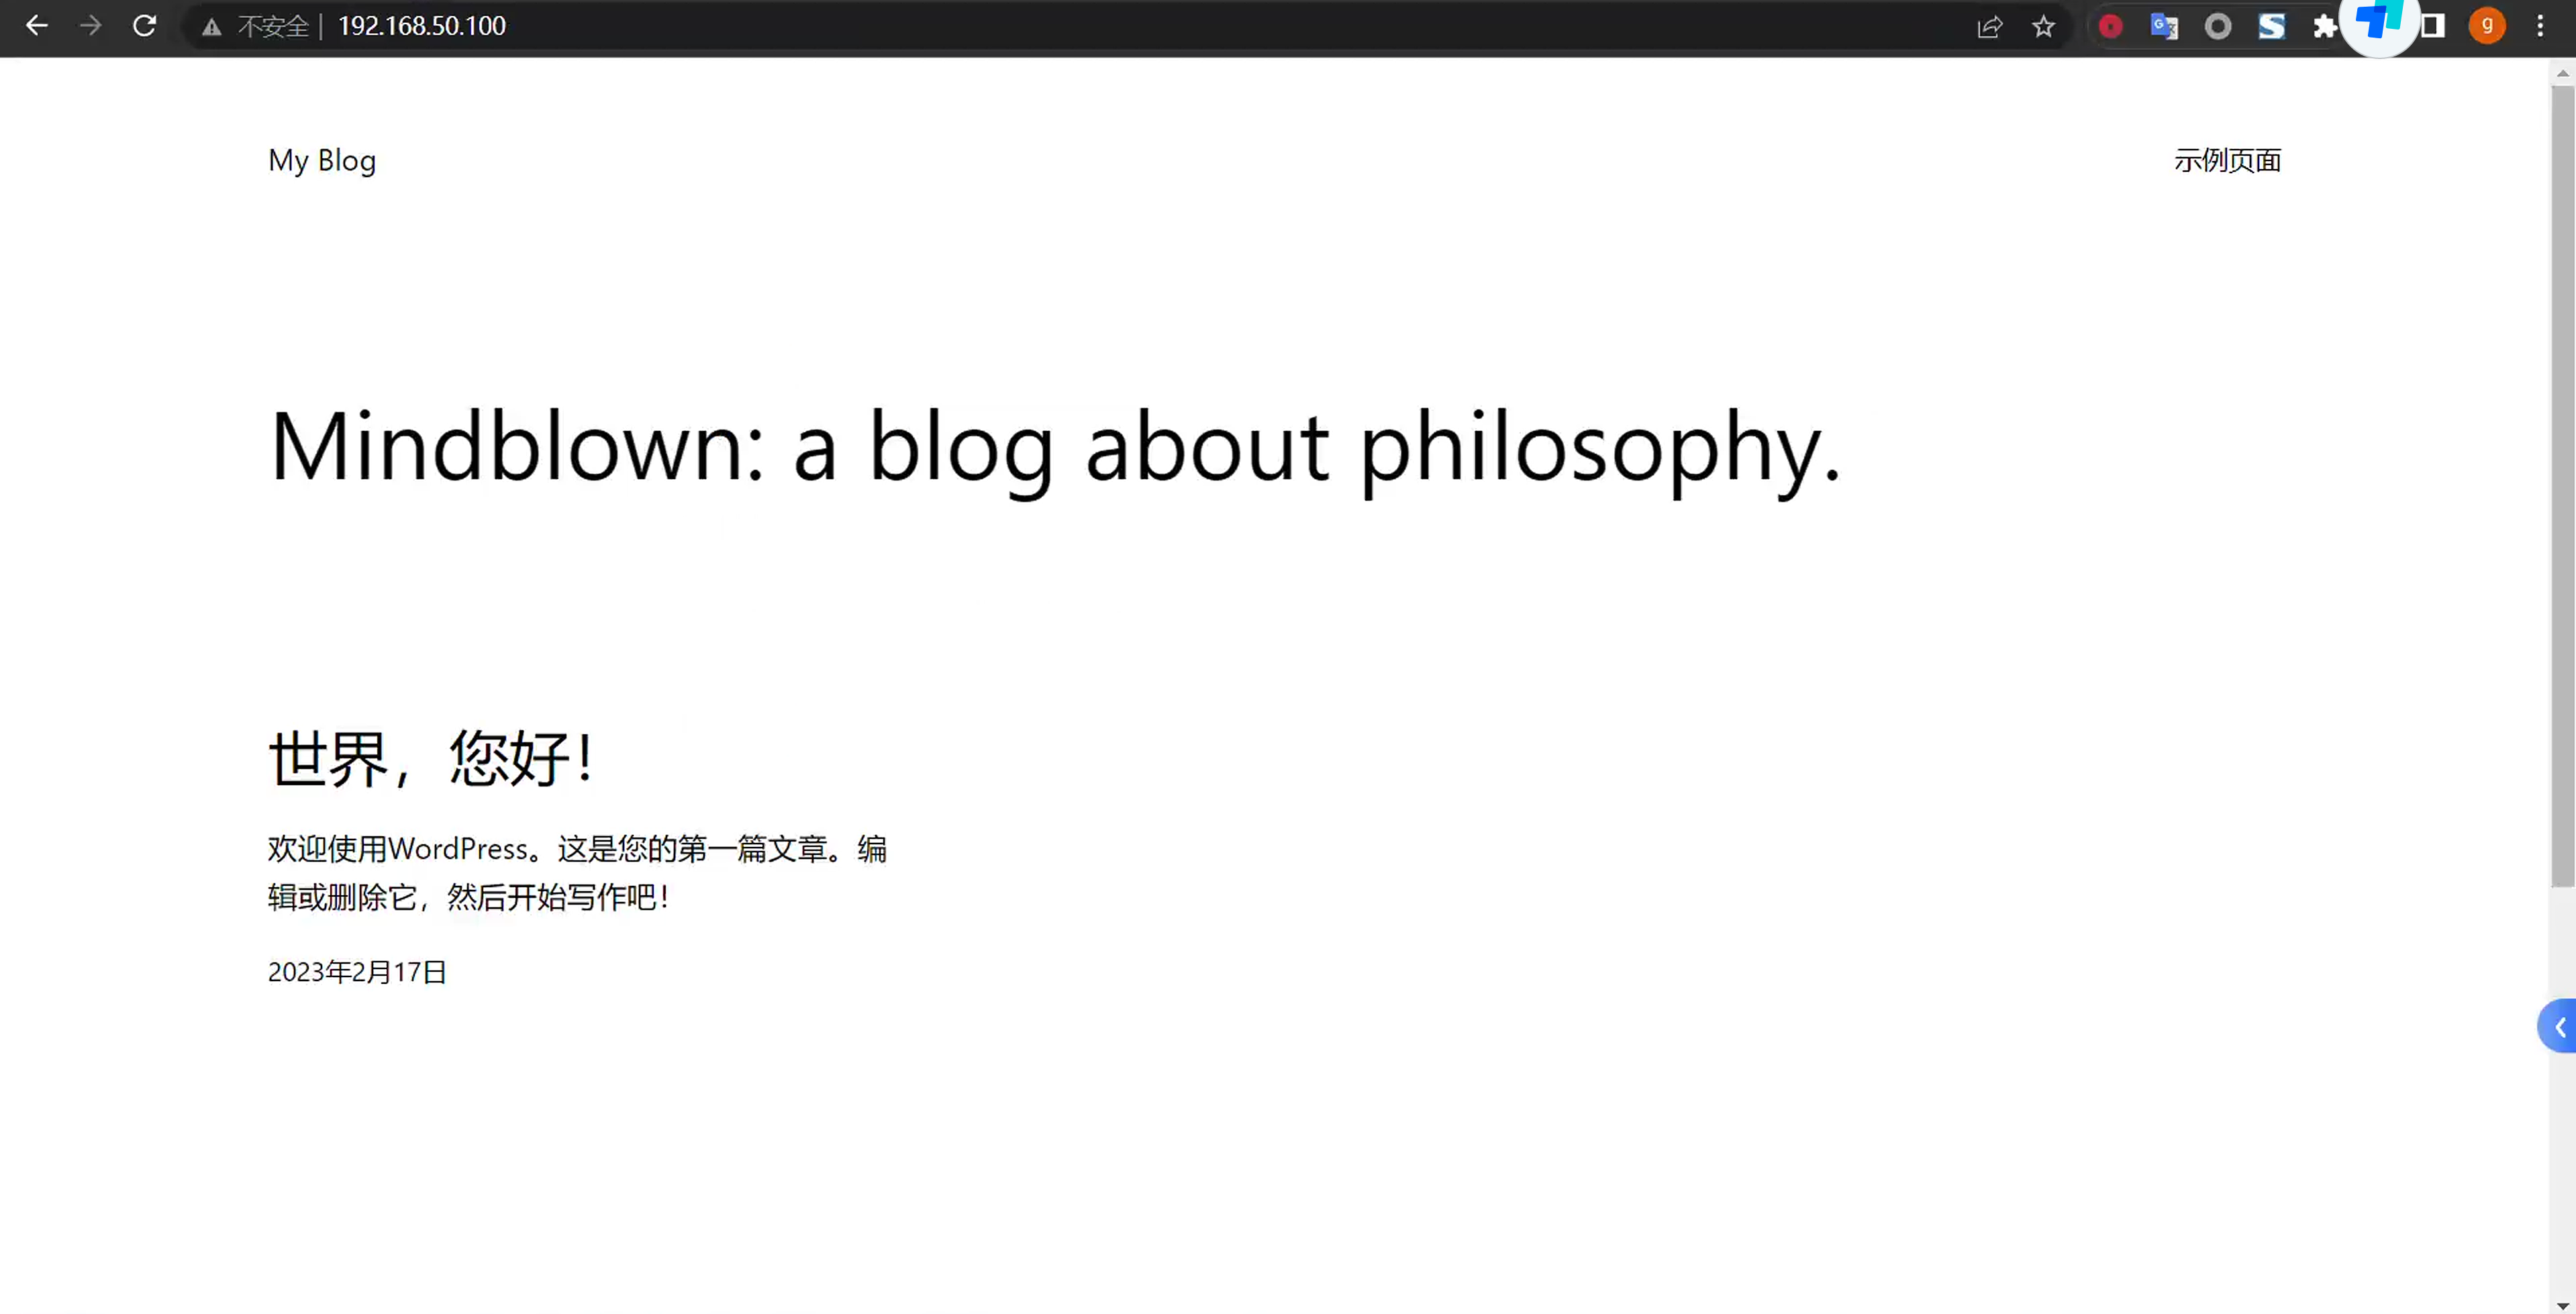 不安全 | 192.168.50.100
g
My Blog
示例页面
Mindblown: a blog about philosophy.
世界，您好！
欢迎使用WordPress。这是您的第一篇文章。编
辑或删除它，然后开始写作吧！
2023年2月17日